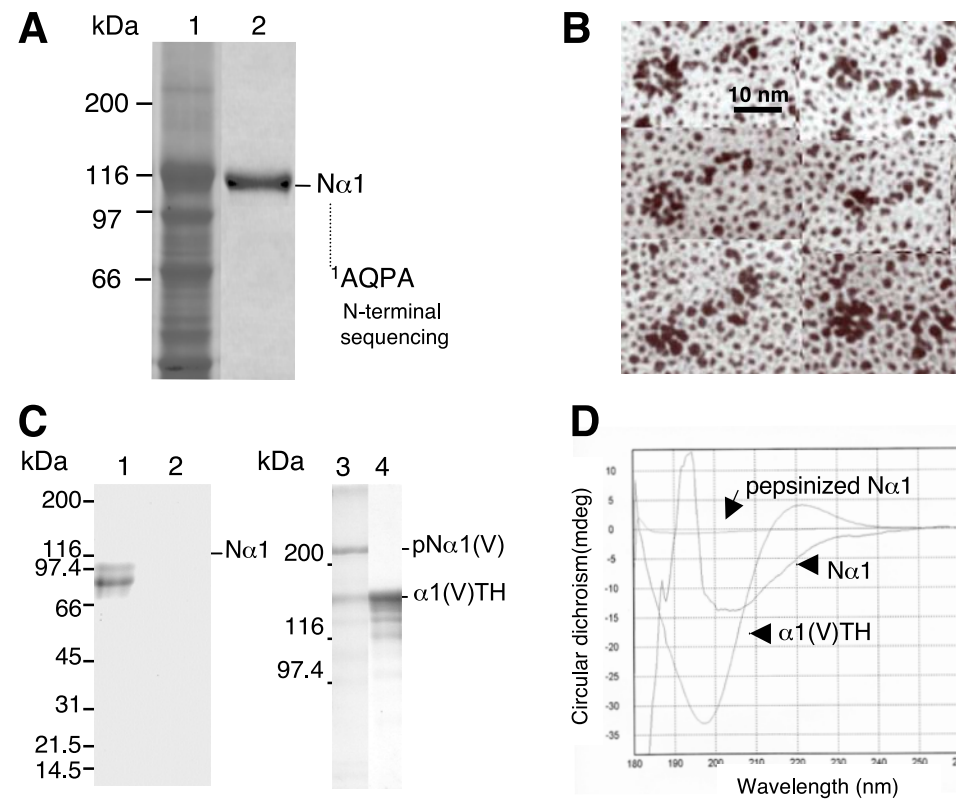 A
kDa 1 2
200
116
97
66
Nα1
¹AQPA
N-terminal
sequencing
B
10 nm
C
kDa 1 2
200
116
97.4
66
45
31
21.5
14.5
Nα1
kDa 3 4
200
116
97.4
pNα1(V)
α1(V)TH
D
10
5
0
-5
-10
-15
-20
-25
-30
-35
Circular dichroism(mdeg)
pepsinized Nα1
Nα1
α1(V)TH
180 190 200 210 220 230 240 250
Wavelength (nm)